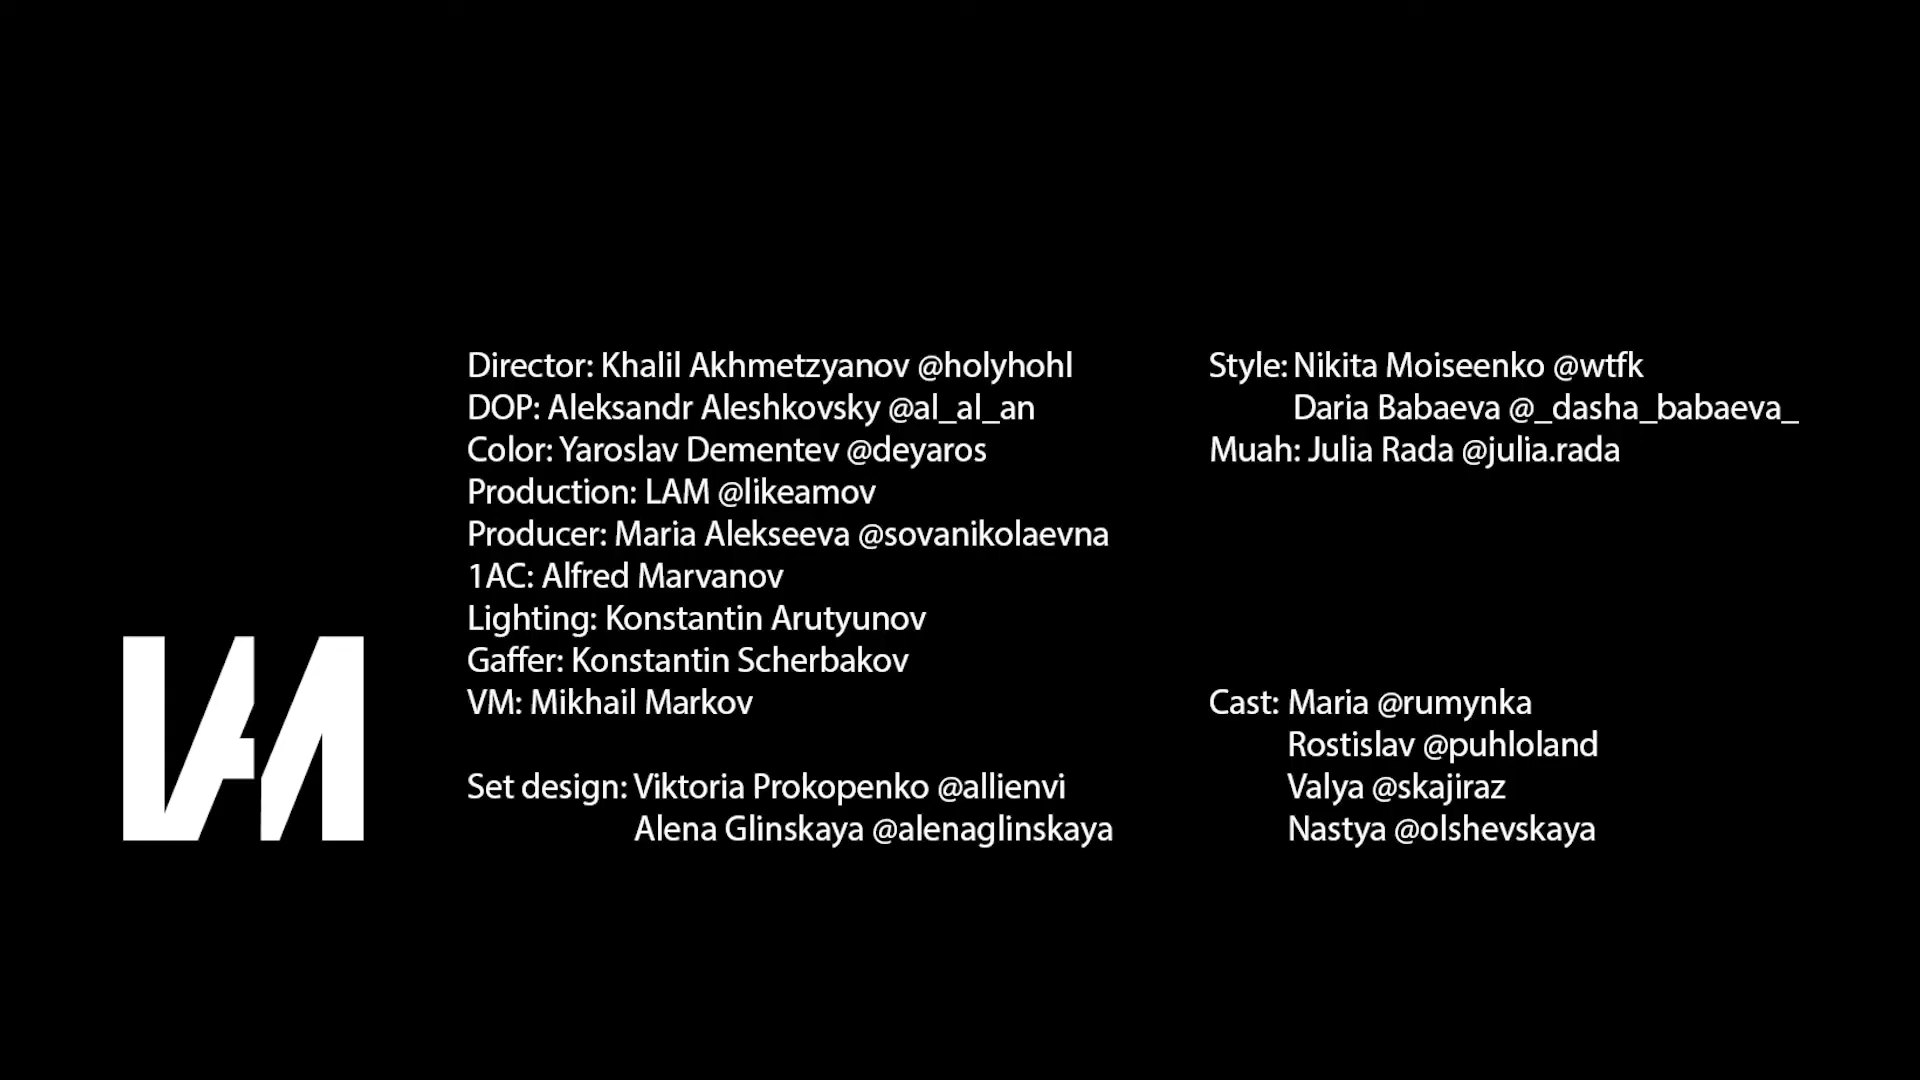 Director: Khalil Akhmetzyanov @holyhohl
DOP: Aleksandr Aleshkovsky @al_al_an
Color: Yaroslav Dementev @deyaros
Production: LAM @likeamov
Producer: Maria Alekseeva @sovanikolaevna
1AC: Alfred Marvanov
Lighting: Konstantin Arutyunov
Gaffer: Konstantin Scherbakov
VM: Mikhail Markov
Set design: Viktoria Prokopenko @allienvi
Alena Glinskaya @alenaglinskaya
Style: Nikita Moiseenko @wtfk
Daria Babaeva @_dasha_babaeva_
Muah: Julia Rada @julia.rada
Cast: Maria @rumynka
Rostislav @puhloland
Valya @skajiraz
Nastya @olshevskaya
LAM